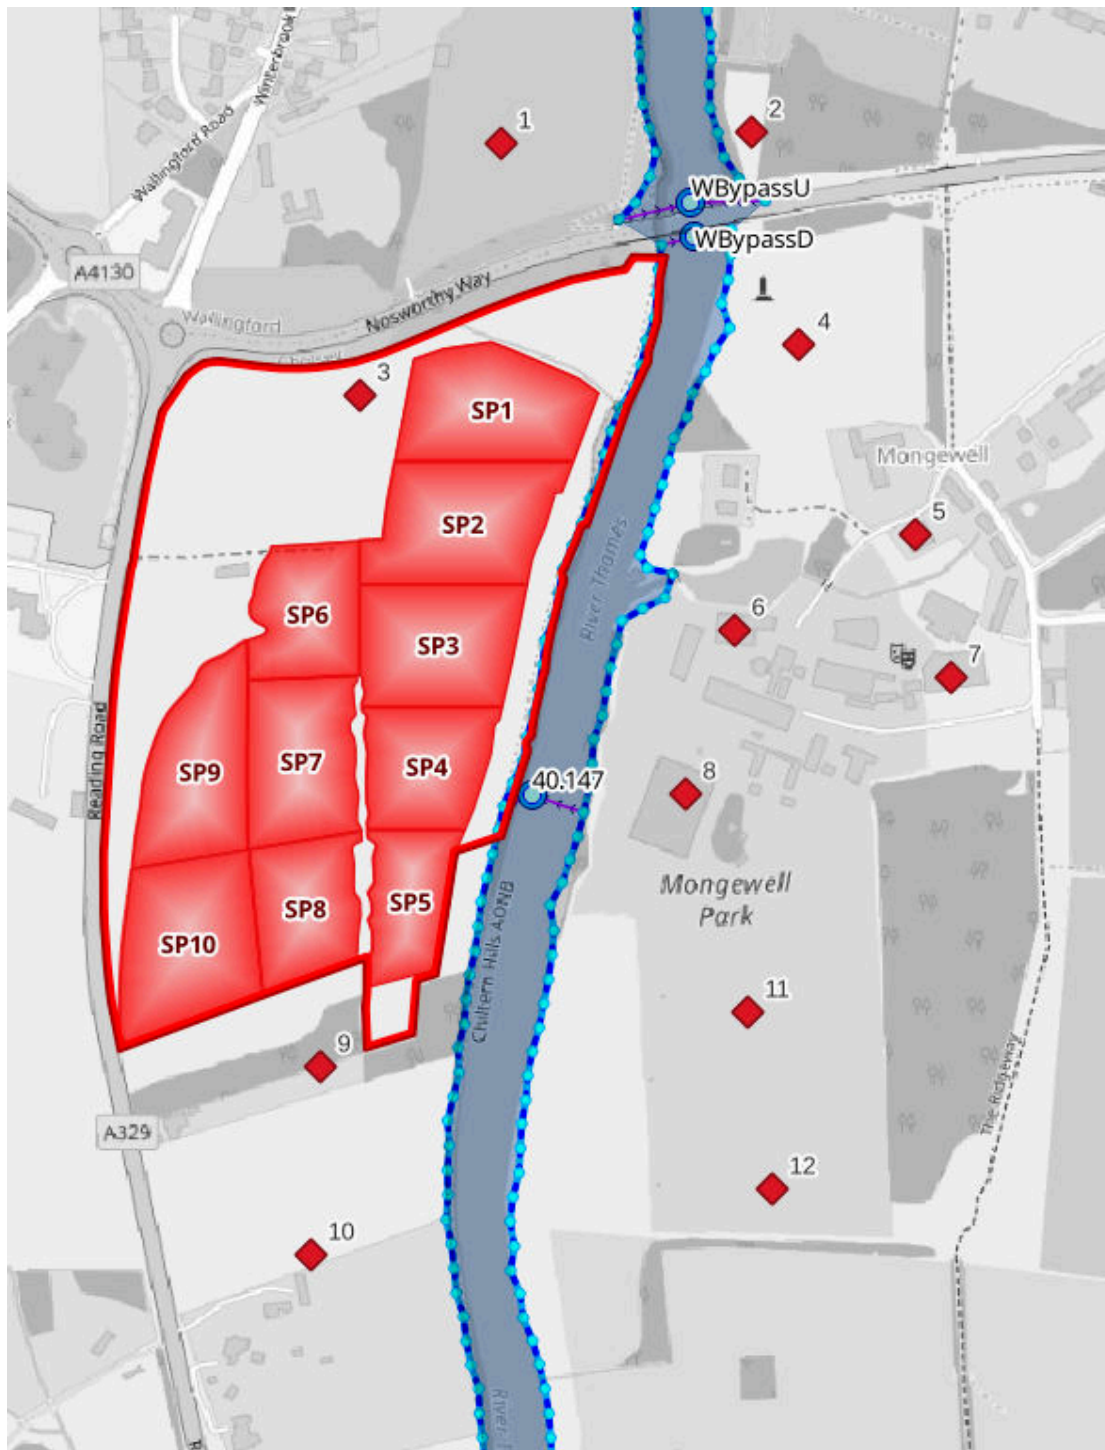 Winterbrook
Wallingford Road
1
2
WBypassU
WBypassD
A4130
Nosworthy Way
Wallingford
Cholsey
3
4
SP1
Mongewell
SP2
5
River Thames
SP6
SP3
6
7
Reading Road
SP9
SP7
SP4
40.147
8
Mongewell
Park
SP10
SP8
SP5
Chiltern Hills AONB
11
9
The Ridgeway
A329
12
10
River